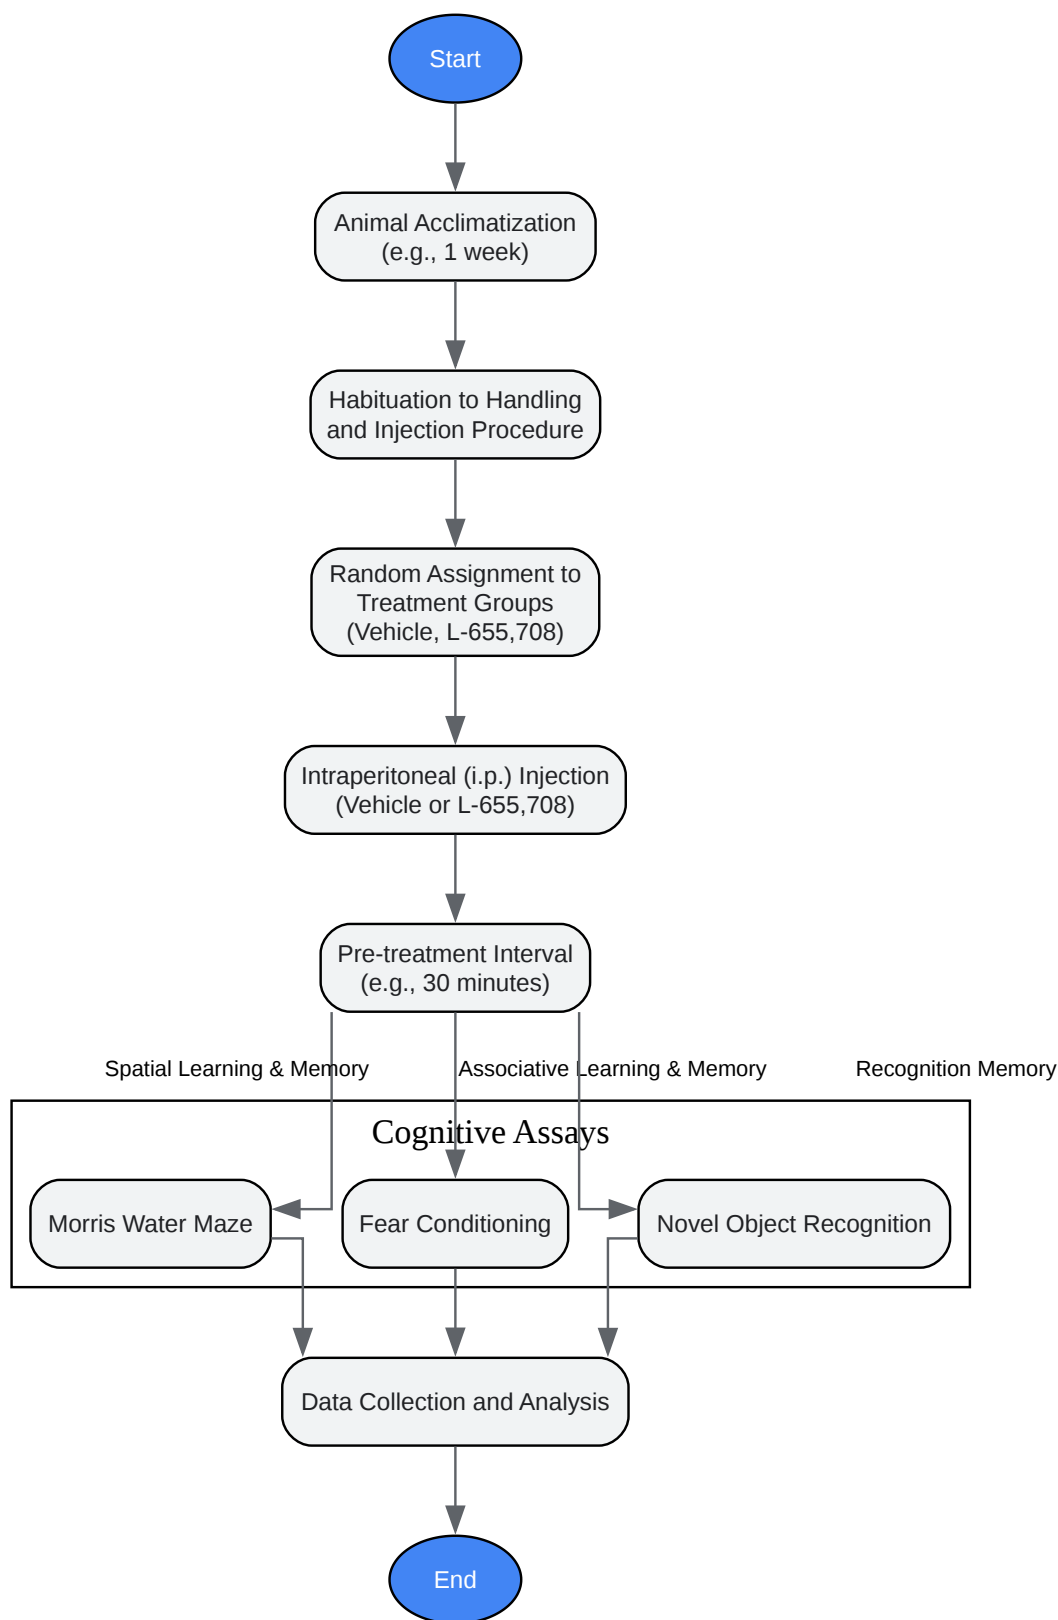 Start
Animal Acclimatization
(e.g., 1 week)
Habituation to Handling
and Injection Procedure
Random Assignment to
Treatment Groups
(Vehicle, L-655,708)
Intraperitoneal (i.p.) Injection
(Vehicle or L-655,708)
Pre-treatment Interval
(e.g., 30 minutes)
Spatial Learning & Memory
Associative Learning & Memory
Recognition Memory
Cognitive Assays
Morris Water Maze
Fear Conditioning
Novel Object Recognition
Data Collection and Analysis
End